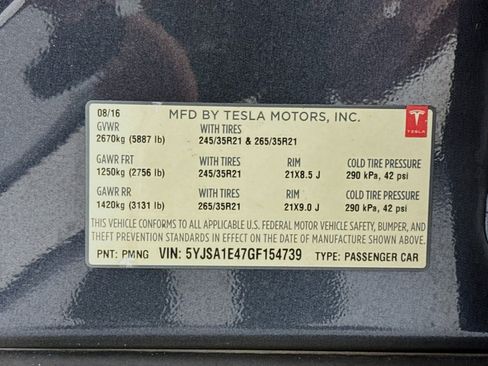 08/16 MFD BY TESLA MOTORS, INC.
GVWR WITH TIRES
2670kg (5887 lb) 245/35R21 & 265/35R21
TESLA
GAWR FRT WITH TIRES RIM COLD TIRE PRESSURE
1250kg (2756 lb) 245/35R21 21X8.5 J 290 kPa, 42 psi
GAWR RR WITH TIRES RIM COLD TIRE PRESSURE
1420kg (3131 lb) 265/35R21 21X9.0 J 290 kPa, 42 psi
THIS VEHICLE CONFORMS TO ALL APPLICABLE U.S. FEDERAL MOTOR VEHICLE SAFETY, BUMPER, AND
THEFT PREVENTION STANDARDS IN EFFECT ON THE DATE OF MANUFACTURE SHOWN ABOVE.
PNT: PMNG VIN: 5YJSA1E47GF154739 TYPE: PASSENGER CAR